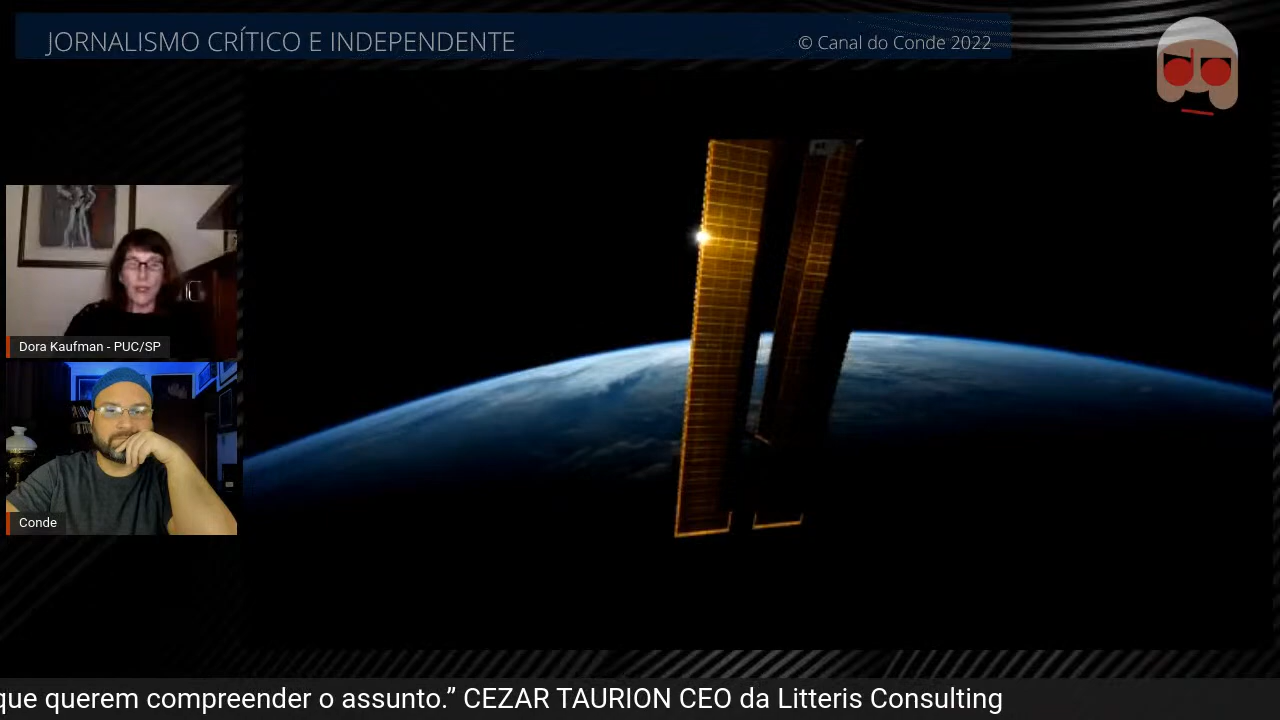 JORNALISMO CRÍTICO E INDEPENDENTE
© Canal do Conde 2022
Dora Kaufman - PUC/SP
Conde
que querem compreender o assunto.” CEZAR TAURION CEO da Litteris Consulting